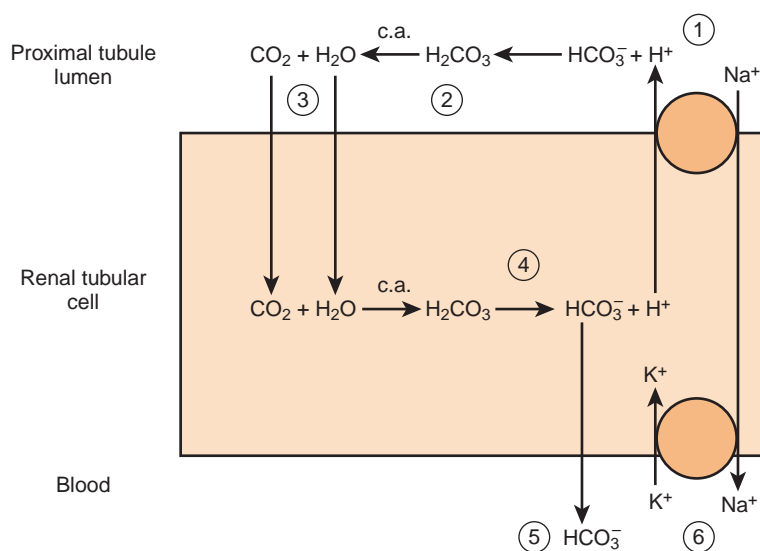 c.a.
①
Proximal tubule
lumen
CO₂ + H₂O
H₂CO₃
HCO₃⁻ + H⁺
Na⁺
③
②
④
Renal tubular
cell
c.a.
CO₂ + H₂O
H₂CO₃
HCO₃⁻ + H⁺
K⁺
Blood
K⁺
Na⁺
⑤
HCO₃⁻
⑥